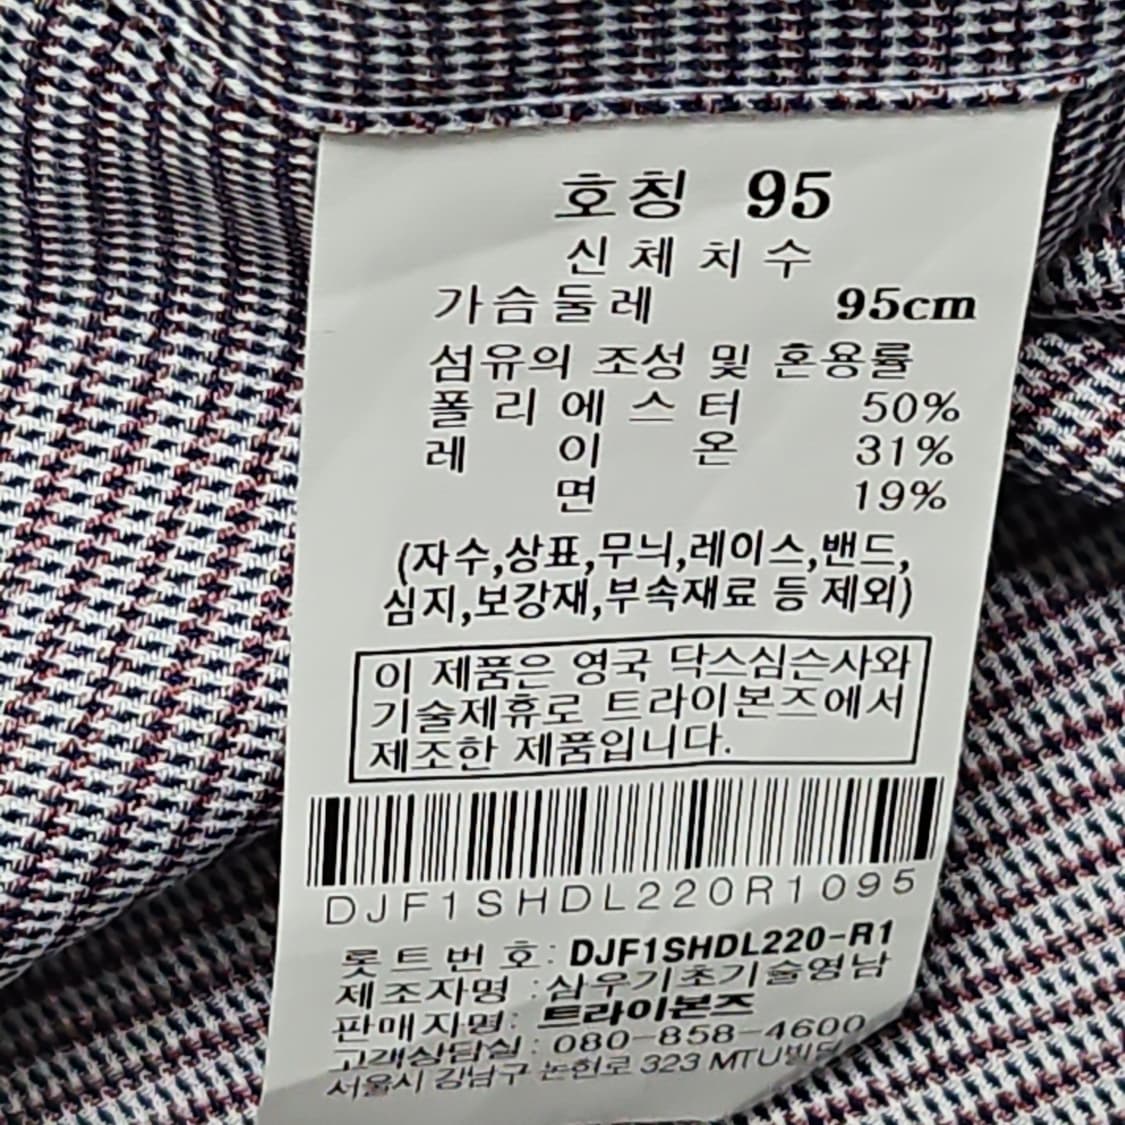 호칭 95
신체치수
가슴둘레 95cm
섬유의 조성 및 혼용률
폴리에스터 50%
레이온 31%
면 19%
(자수,상표,무늬,레이스,밴드,
심지,보강재,부속재료 등 제외)
이 제품은 영국 닥스심슨사와
기술제휴로 트라이본즈에서
제조한 제품입니다.
DJF1SHDL220R1095
롯트번호: DJF1SHDL220-R1
제조자명 :삼우기초기술영남
판매자명: 트라이본즈
고객상담실: 080-858-4600
서울시 강남구 논현로 323 MTU빌딩